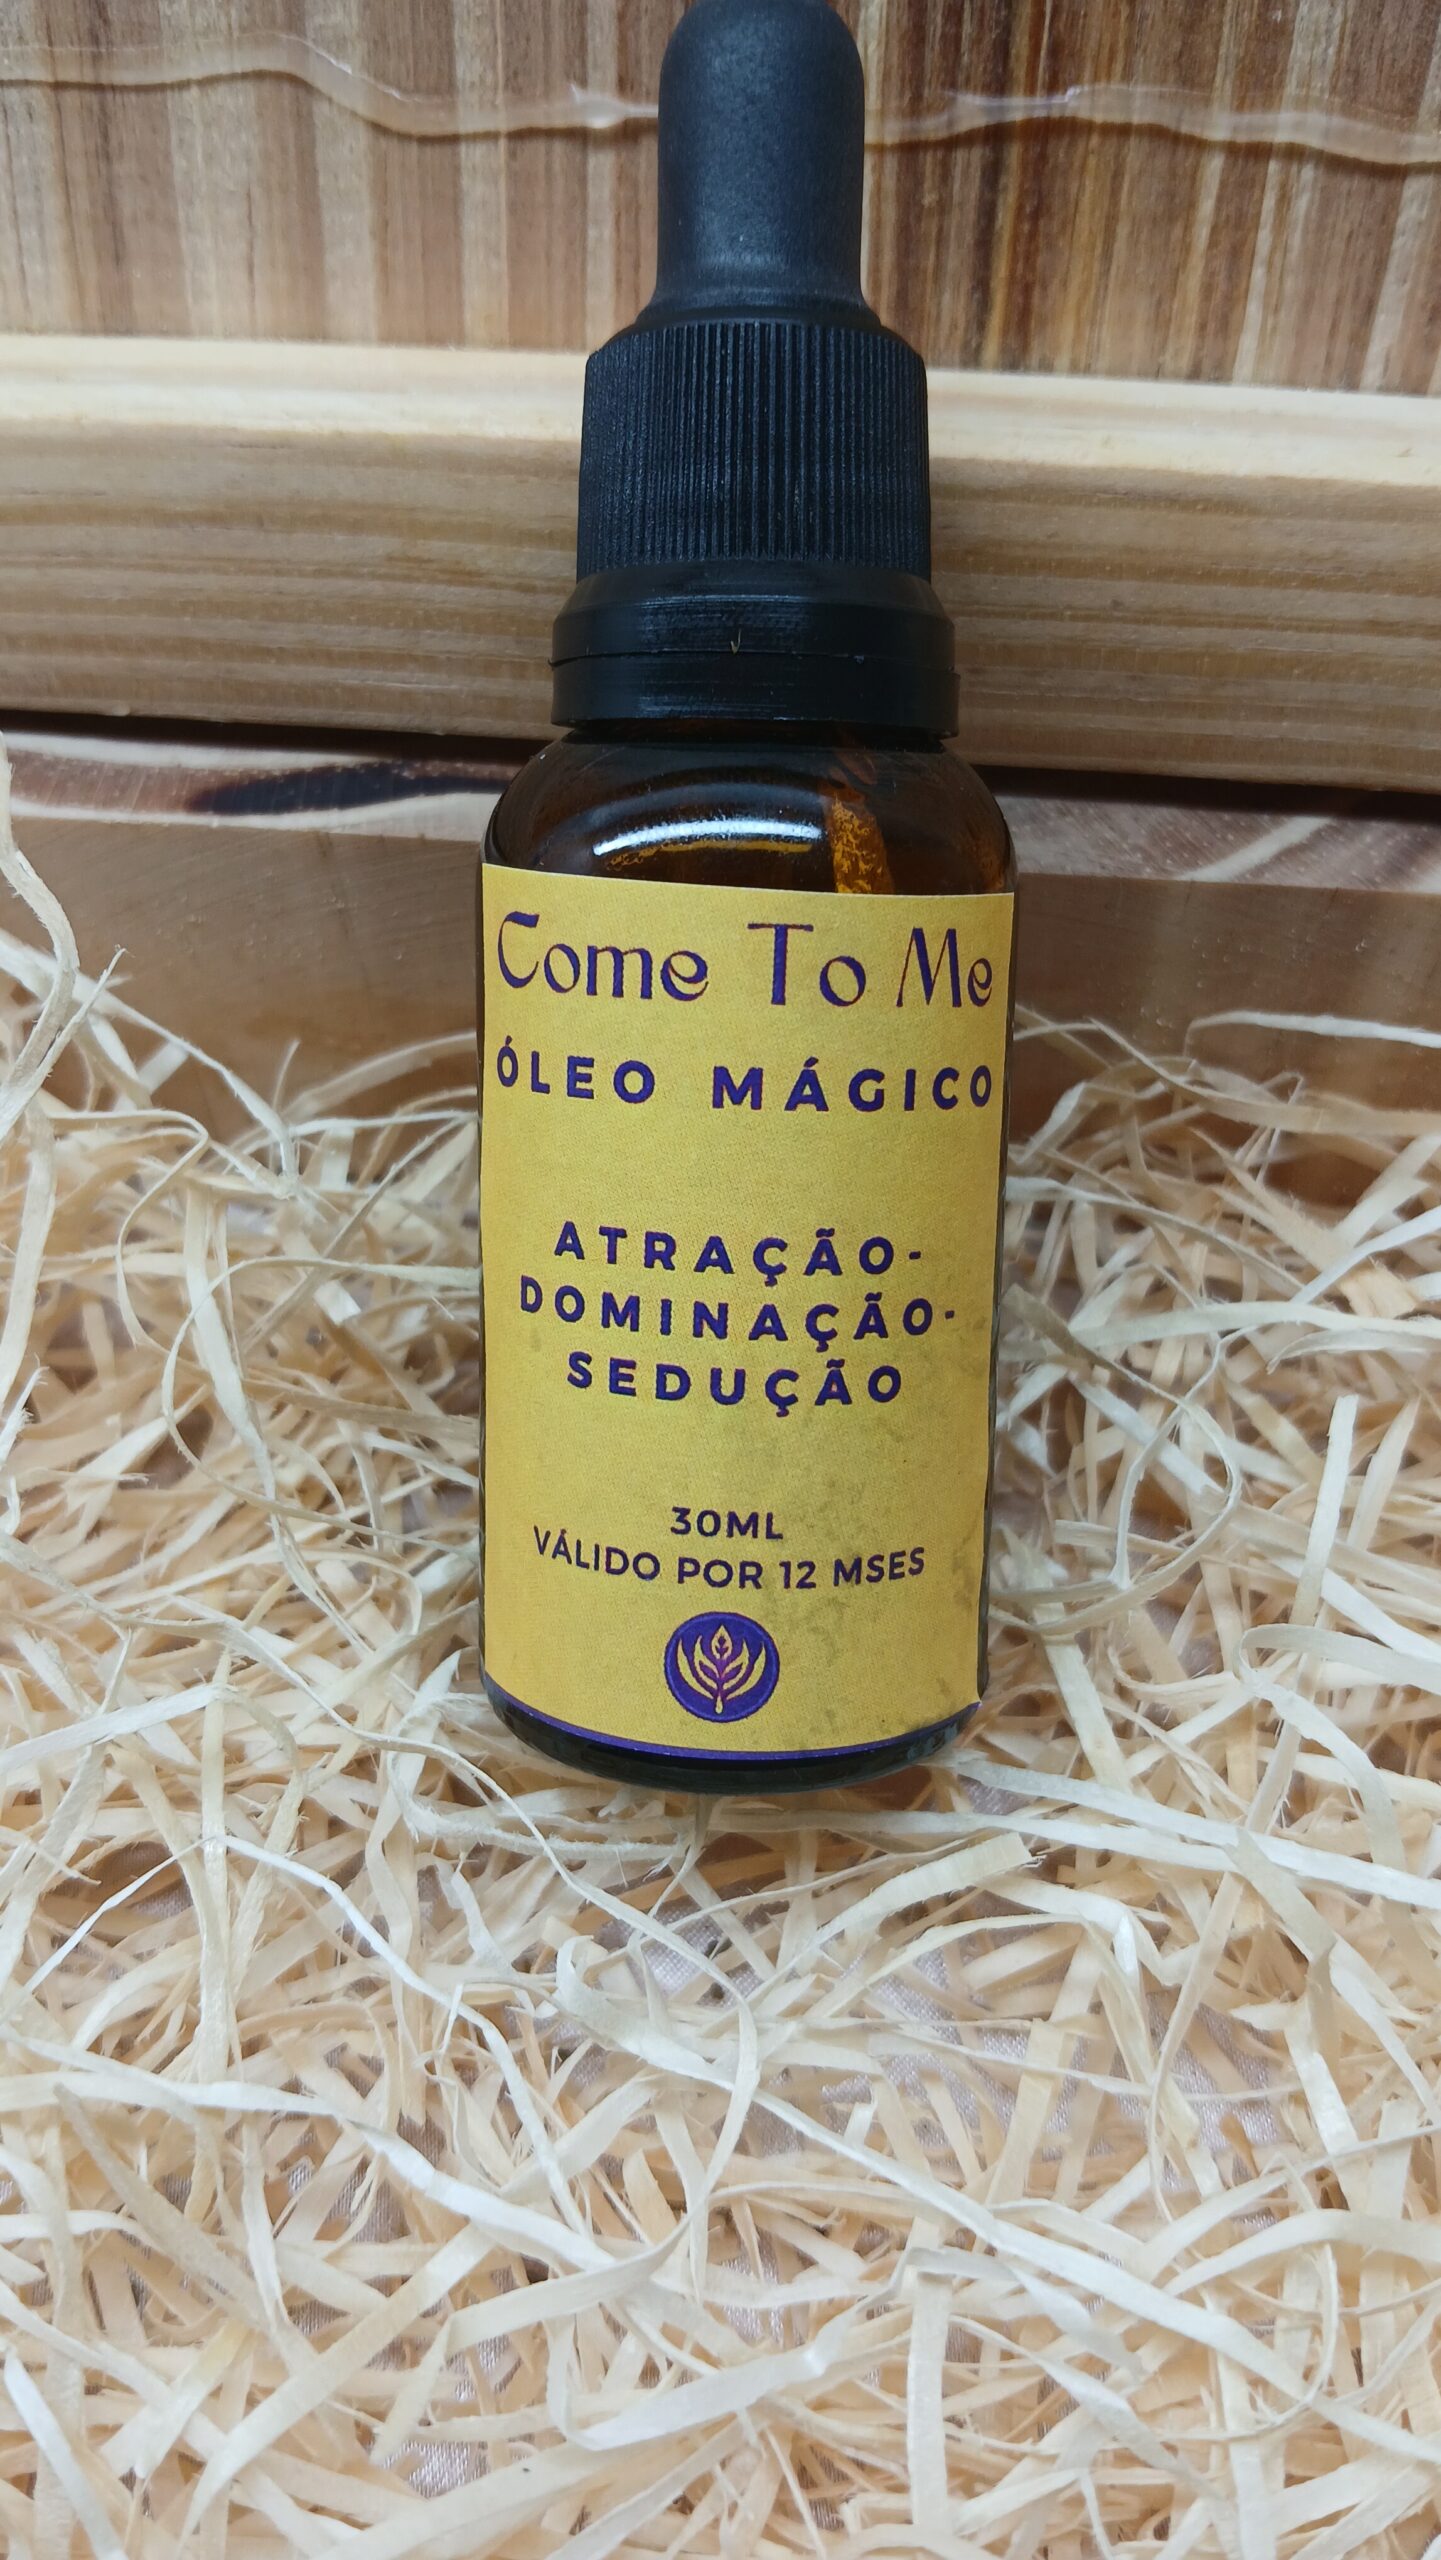 Come To Me
ÓLEO MÁGICO
ATRAÇÃO-
DOMINAÇÃO-
SEDUÇÃO
30ML
VÁLIDO POR 12 MSES